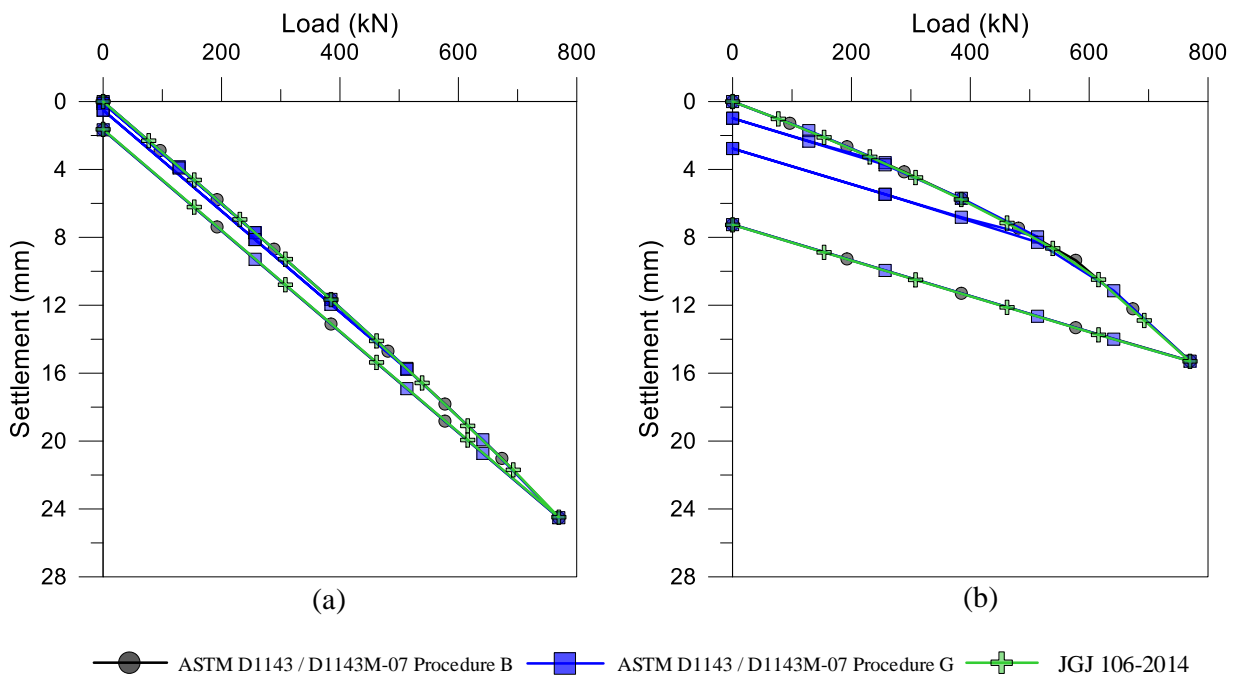 Load (kN)
0 200 400 600 800
0
4
8
12
16
20
24
28
Settlement (mm)
(a)
Load (kN)
0 200 400 600 800
0
4
8
12
16
20
24
28
Settlement (mm)
(b)
ASTM D1143 / D1143M-07 Procedure B ASTM D1143 / D1143M-07 Procedure G JGJ 106-2014